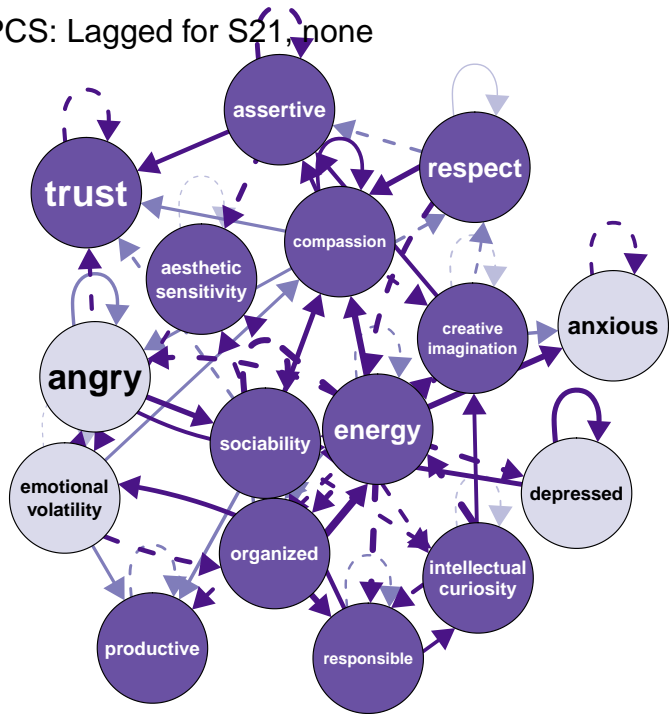 PCS: Lagged for S21, none
assertive
trust
respect
compassion
aesthetic
sensitivity
creative
imagination
anxious
angry
sociability
energy
emotional
volatility
depressed
organized
intellectual
curiosity
productive
responsible